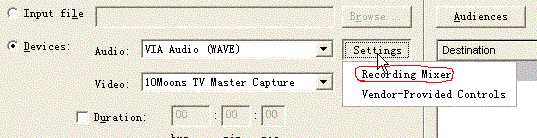 Input file Browse... Audiences
Devices: Audio: VIA Audio (WAVE) Settings Destination
Recording Mixer
Video: 10Moons TV Master Capture Vendor-Provided Controls
Duration: 00 : 00 : 00